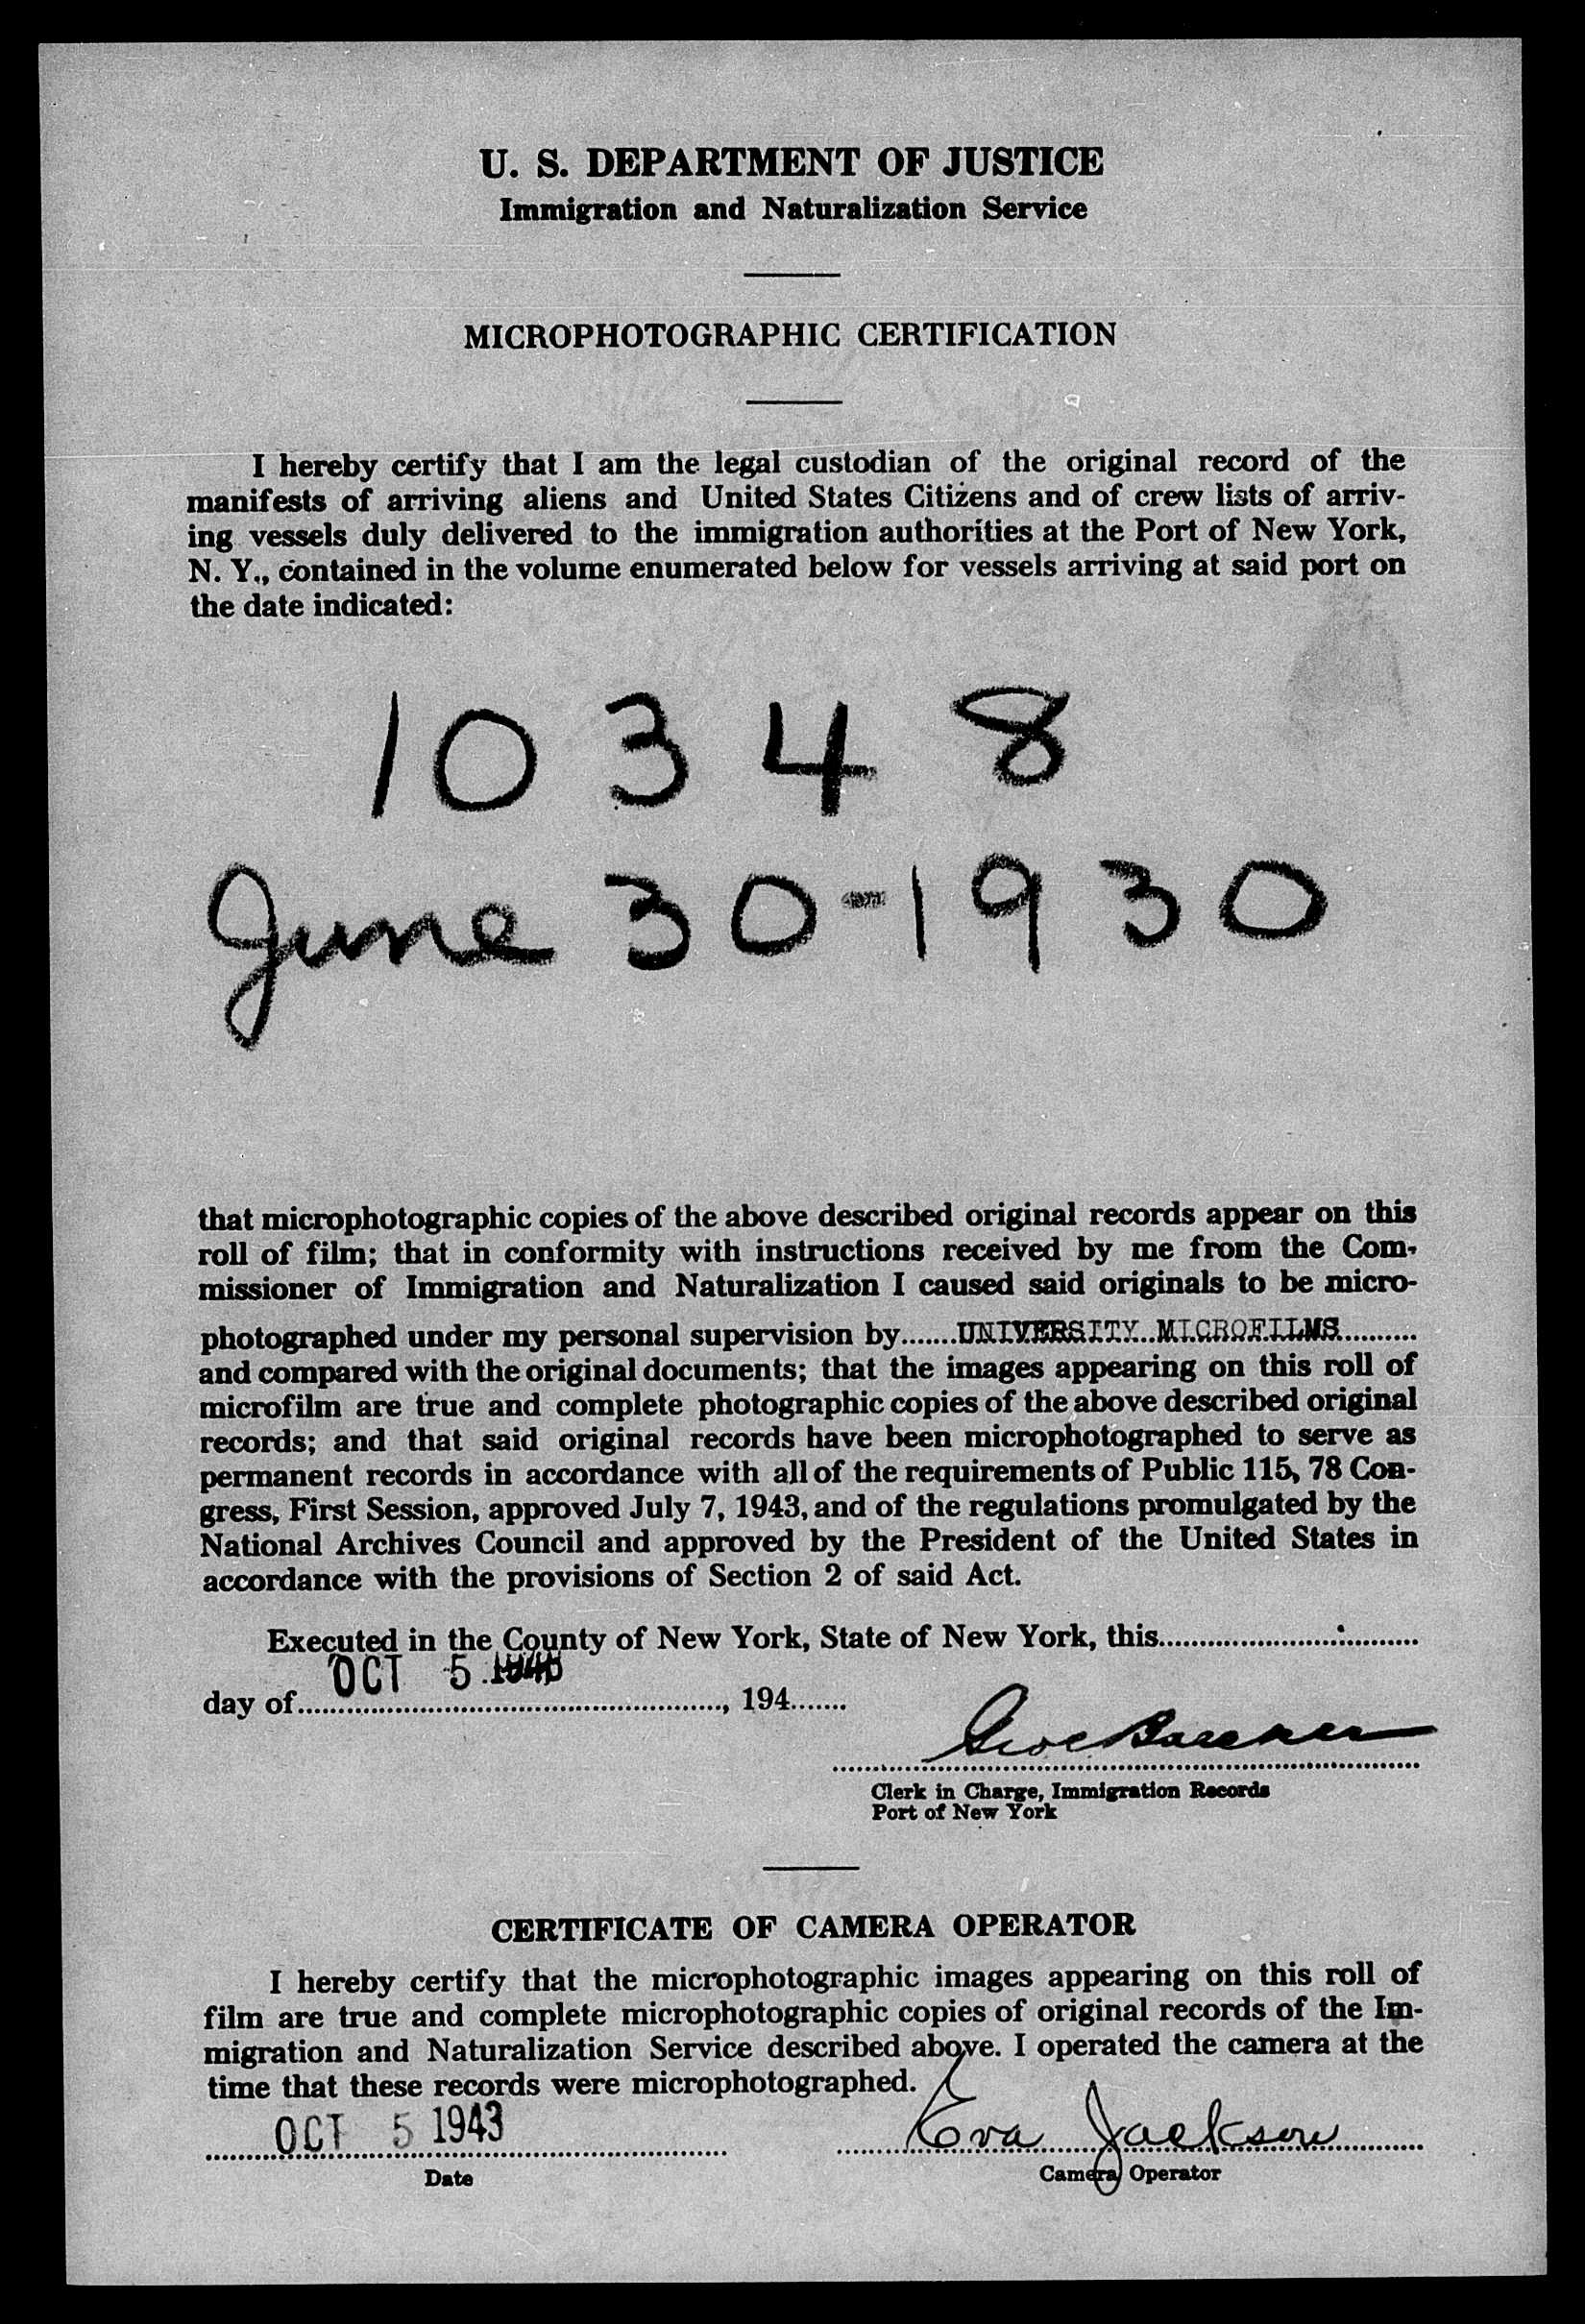 U. S. DEPARTMENT OF JUSTICE
Immigration and Naturalization Service
MICROPHOTOGRAPHIC CERTIFICATION
I hereby certify that I am the legal custodian of the original record of the
manifests of arriving aliens and United States Citizens and of crew lists of arriv-
ing vessels duly delivered to the immigration authorities at the Port of New York,
N. Y., contained in the volume enumerated below for vessels arriving at said port on
the date indicated:
10348
June 30-1930
that microphotographic copies of the above described original records appear on this
roll of film; that in conformity with instructions received by me from the Com-
missioner of Immigration and Naturalization I caused said originals to be micro-
photographed under my personal supervision by.......UNIVERSITY MICROFILMS..........
and compared with the original documents; that the images appearing on this roll of
microfilm are true and complete photographic copies of the above described original
records; and that said original records have been microphotographed to serve as
permanent records in accordance with all of the requirements of Public 115, 78 Con-
gress, First Session, approved July 7, 1943, and of the regulations promulgated by the
National Archives Council and approved by the President of the United States in
accordance with the provisions of Section 2 of said Act.
Executed in the County of New York, State of New York, this..................................
OCT 5
day of......................................................, 194.......
Clerk in Charge, Immigration Records
Port of New York
CERTIFICATE OF CAMERA OPERATOR
I hereby certify that the microphotographic images appearing on this roll of
film are true and complete microphotographic copies of original records of the Im-
migration and Naturalization Service described above. I operated the camera at the
time that these records were microphotographed.
OCT 5 1943 Eva Jackson
Date Camera Operator